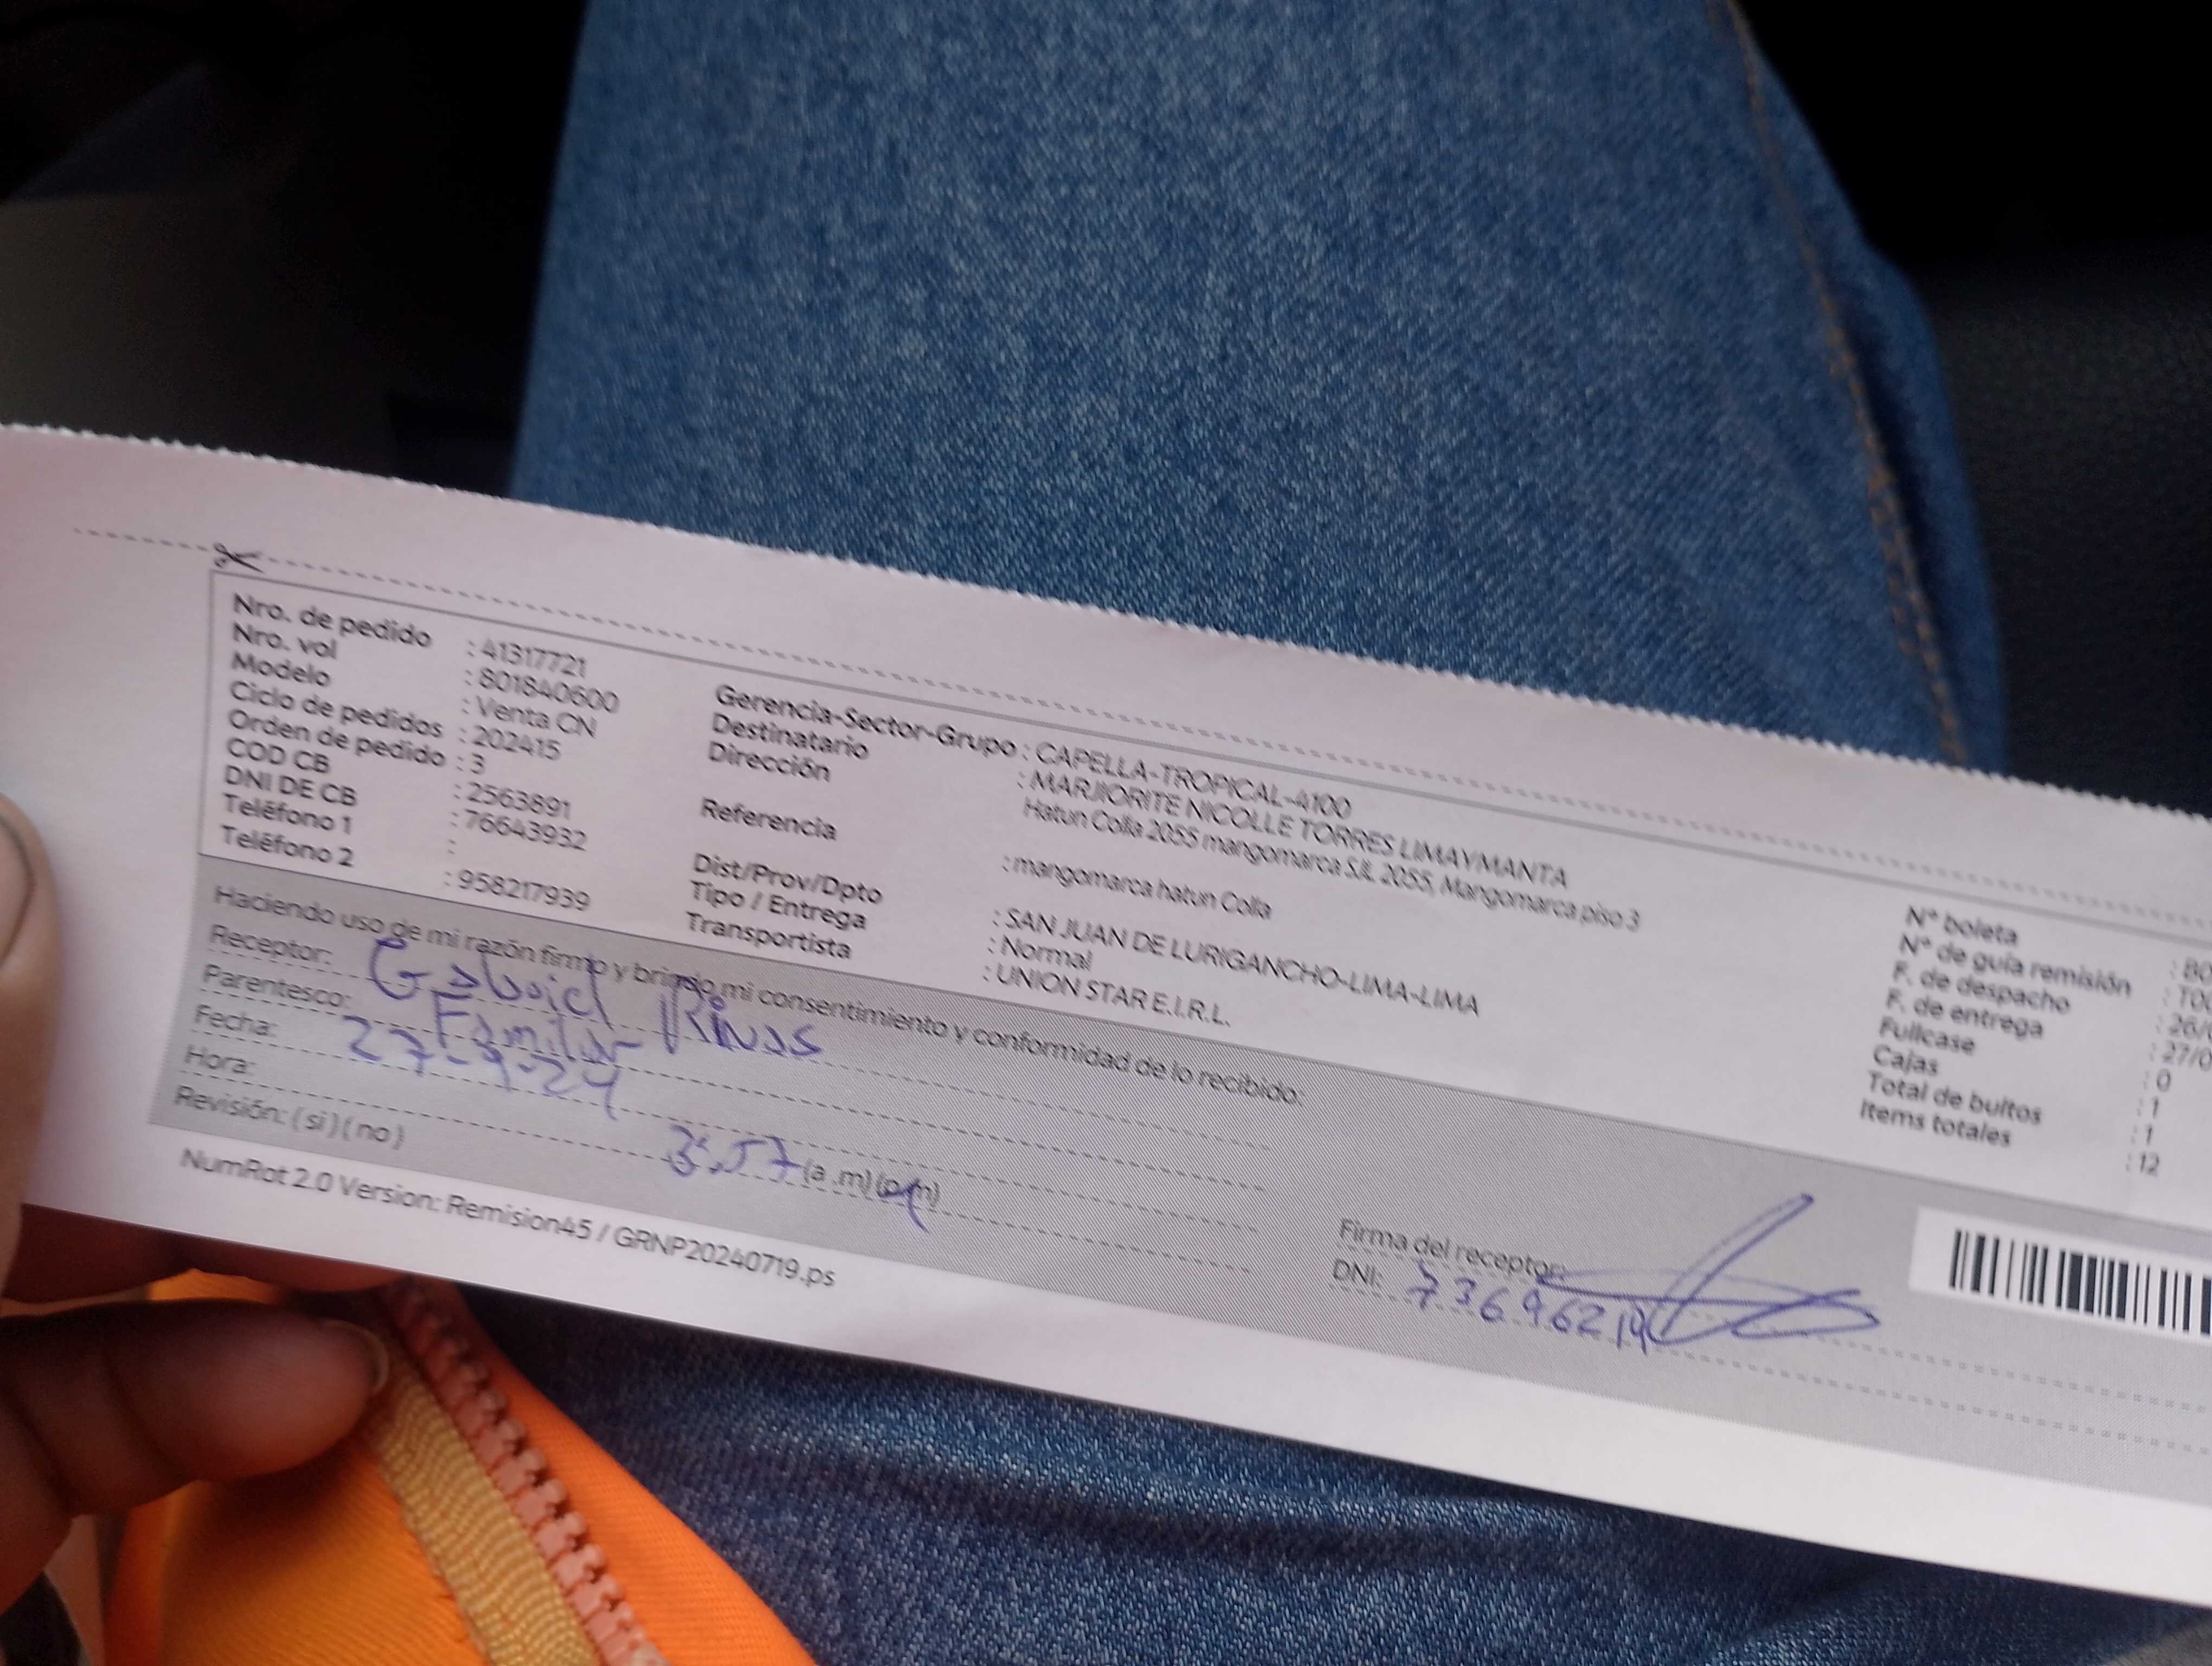 Nro. de pedido : 41317721
Nro. vol : 801840600
Modelo : Venta CN
Ciclo de pedidos : 202415
Orden de pedido : 3
COD CB : 2563891
DNI DE CB : 76643932
Teléfono 1 :
Teléfono 2 : 958217939
Gerencia-Sector-Grupo : CAPELLA-TROPICAL-4100
Destinatario : MARJIORITE NICOLLE TORRES LIMAYMANTA
Dirección Hatun Colla 2055 mangomarca SJL 2055, Mangomarca piso 3
Referencia : mangomarca hatun Colla
Dist/Prov/Dpto : SAN JUAN DE LURIGANCHO-LIMA-LIMA
Tipo / Entrega : Normal
Transportista : UNION STAR E.I.R.L.
N° boleta : B0
N° de guía remisión : T00
F. de despacho : 26/0
F. de entrega : 27/0
Fullcase : 0
Cajas : 1
Total de bultos : 1
Items totales : 12
Haciendo uso de mi razón firmo y brindo mi consentimiento y conformidad de lo recibido:
Receptor: Gabriel Rivas
Parentesco: Familiar
Fecha: 27-9-24
Hora: 3:57 (a .m) (p.m)
Revisión: ( si ) ( no )
Firma del receptor:
DNI:
NumRot 2.0 Version: Remision45 / GRNP20240719.ps